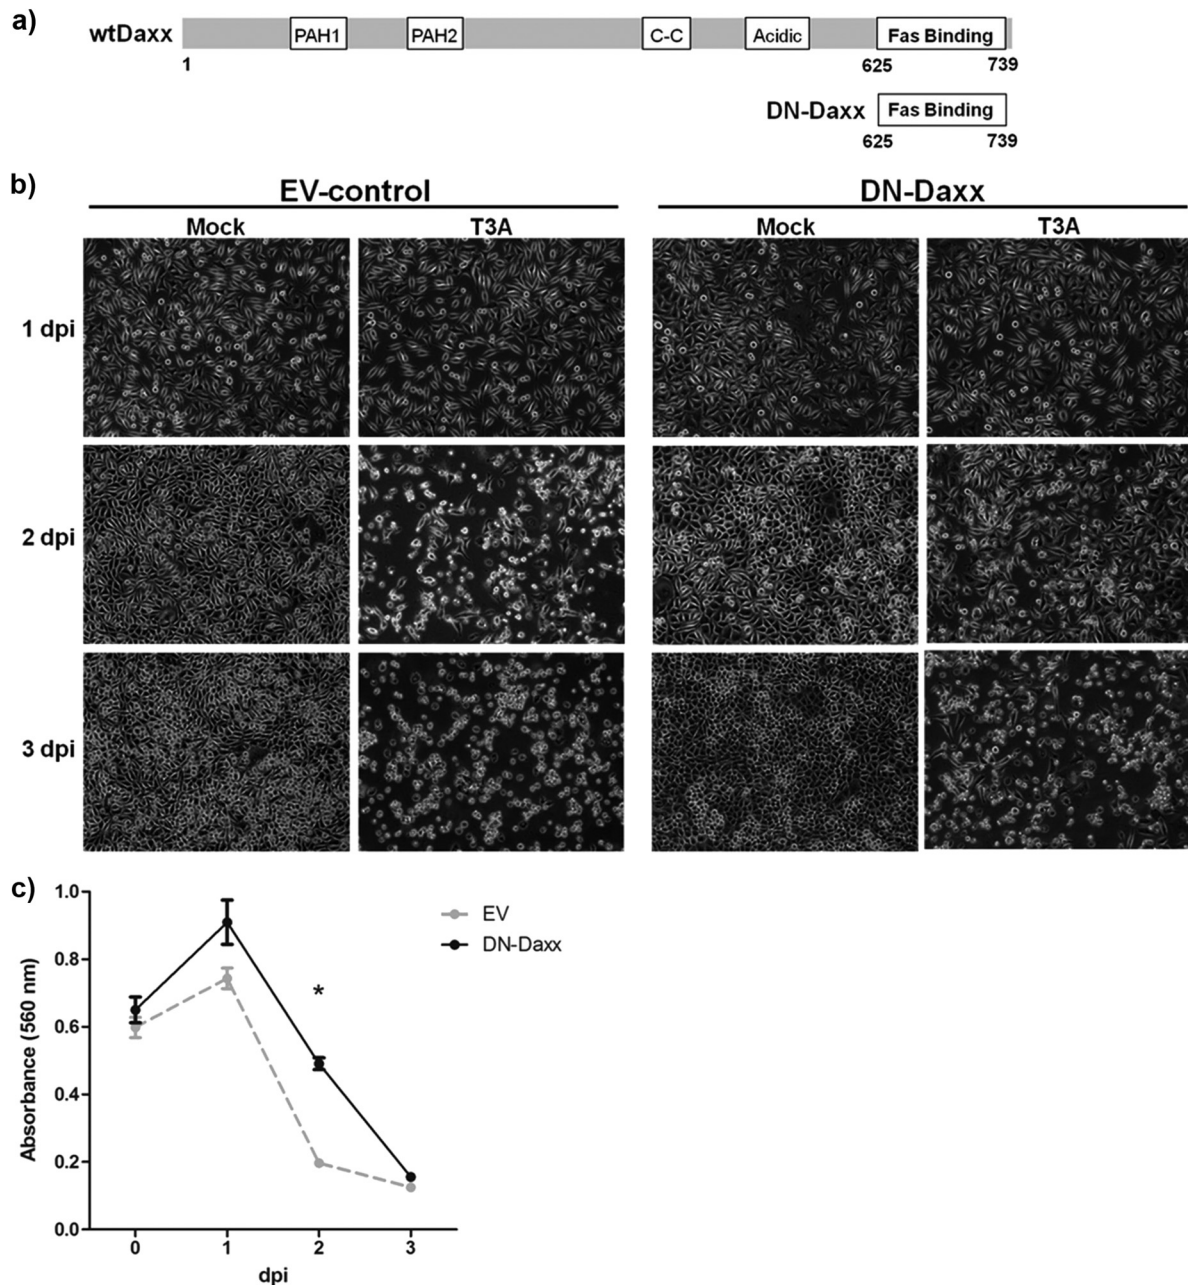 a)
wtDaxx PAH1 PAH2 C-C Acidic Fas Binding
1 625 739
DN-Daxx Fas Binding
625 739
b)
EV-control DN-Daxx
Mock T3A Mock T3A
1 dpi
2 dpi
3 dpi
c)
1.0
0.8
0.6
0.4
0.2
0.0
Absorbance (560 nm)
EV
DN-Daxx
*
0 1 2 3
dpi